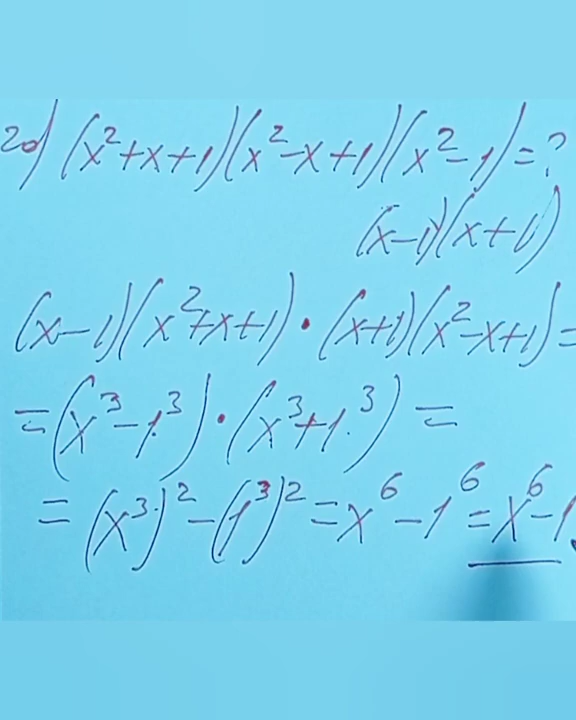 20) (x²+x+1)(x²-x+1)(x²-1)=?
(x-1)(x+1)
(x-1)(x²+x+1)·(x+1)(x²-x+1)=
=(x³-1³)·(x³+1³)=
=(x³)²-(1³)²=x⁶-1⁶=x⁶-1